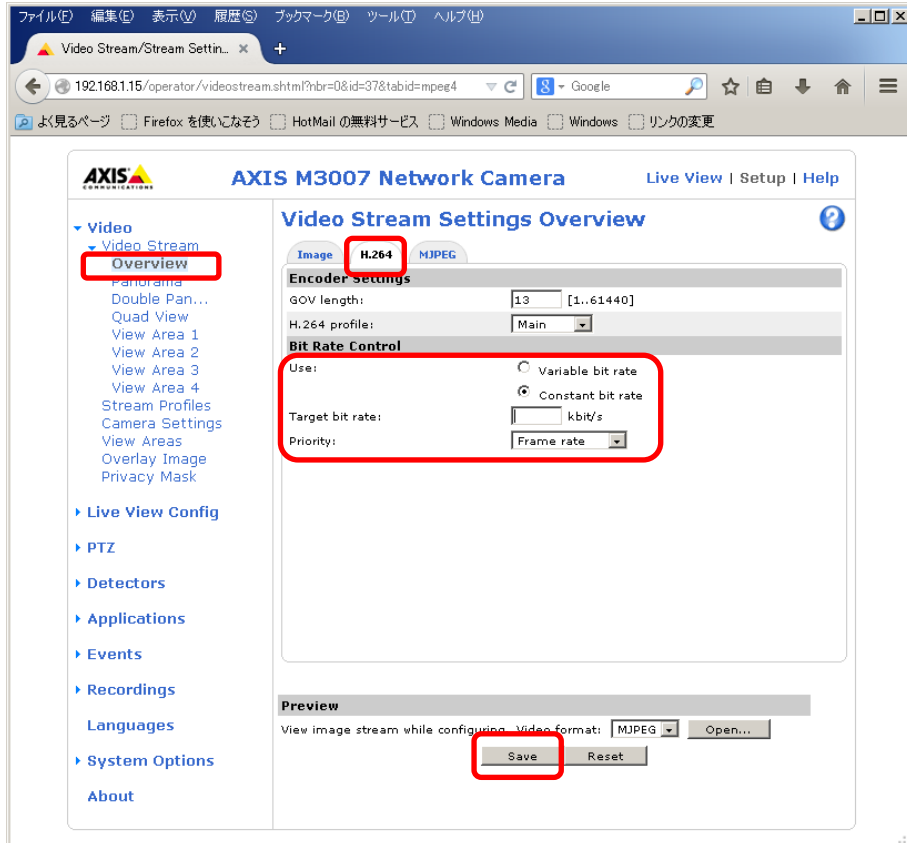 ファイル(F) 編集(E) 表示(V) 履歴(S) ブックマーク(B) ツール(T) ヘルプ(H)
Video Stream/Stream Settin... × +
192.168.1.15/operator/videostream.shtml?nbr=0&id=37&tabid=mpeg4 8 Google
よく見るページ Firefox を使いこなそう HotMail の無料サービス Windows Media Windows リンクの変更
AXIS COMMUNICATIONS
AXIS M3007 Network Camera
Live View | Setup | Help
Video
Video Stream
Overview
Panorama
Double Pan...
Quad View
View Area 1
View Area 2
View Area 3
View Area 4
Stream Profiles
Camera Settings
View Areas
Overlay Image
Privacy Mask
Live View Config
PTZ
Detectors
Applications
Events
Recordings
Languages
System Options
About
Video Stream Settings Overview ?
Image H.264 MJPEG
Encoder Settings
GOV length: 13 [1..61440]
H.264 profile: Main
Bit Rate Control
Use: Variable bit rate
Constant bit rate
Target bit rate: kbit/s
Priority: Frame rate
Preview
View image stream while configuring. Video format: MJPEG Open...
Save Reset